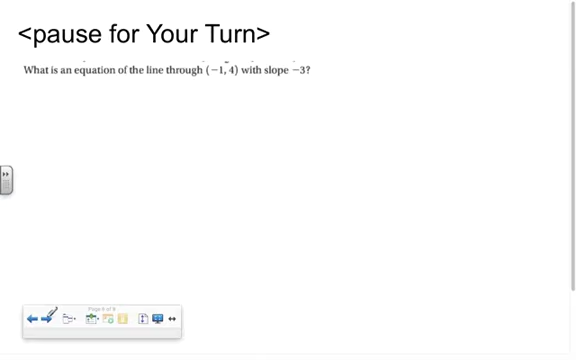 <pause for Your Turn>
What is an equation of the line through (−1, 4) with slope −3?